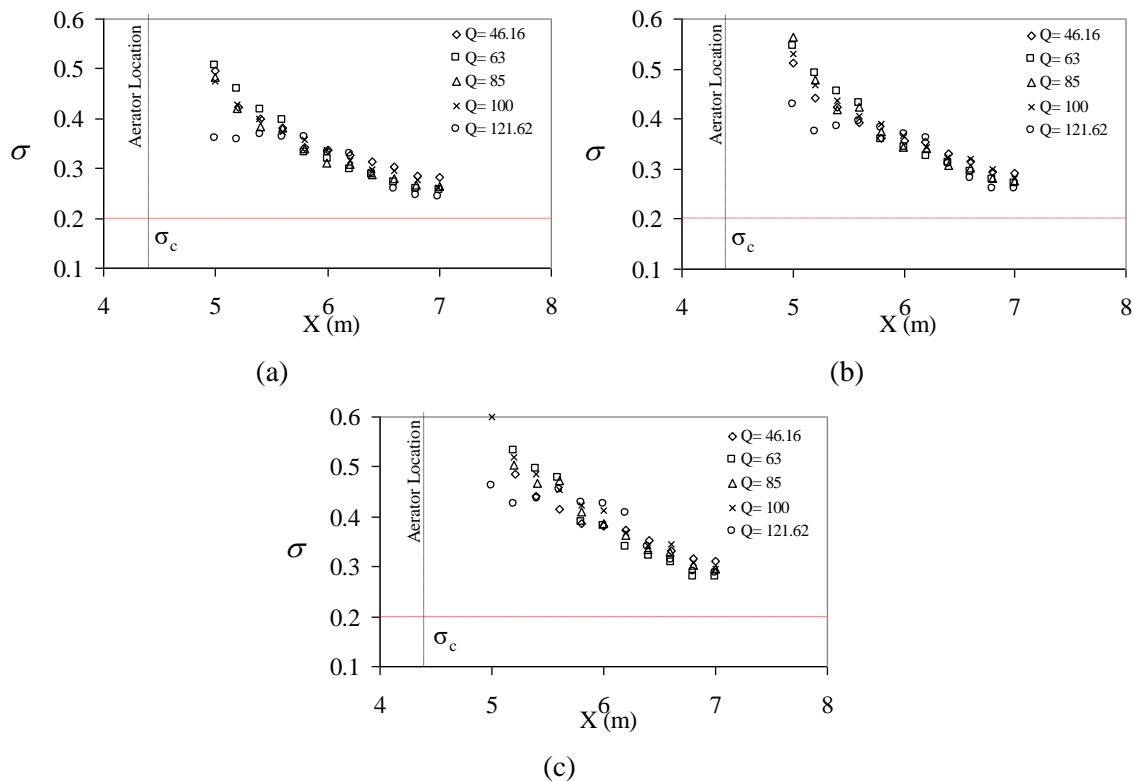 0.6
0.5
0.4
0.3
0.2
0.1
σ
Aerator Location
σc
Q= 46.16
Q= 63
Q= 85
Q= 100
Q= 121.62
4 5 6 7 8
X (m)
(a)
0.6
0.5
0.4
0.3
0.2
0.1
σ
Aerator Location
σc
Q= 46.16
Q= 63
Q= 85
Q= 100
Q= 121.62
4 5 6 7 8
X (m)
(b)
0.6
0.5
0.4
0.3
0.2
0.1
σ
Aerator Location
σc
Q= 46.16
Q= 63
Q= 85
Q= 100
Q= 121.62
4 5 6 7 8
X (m)
(c)